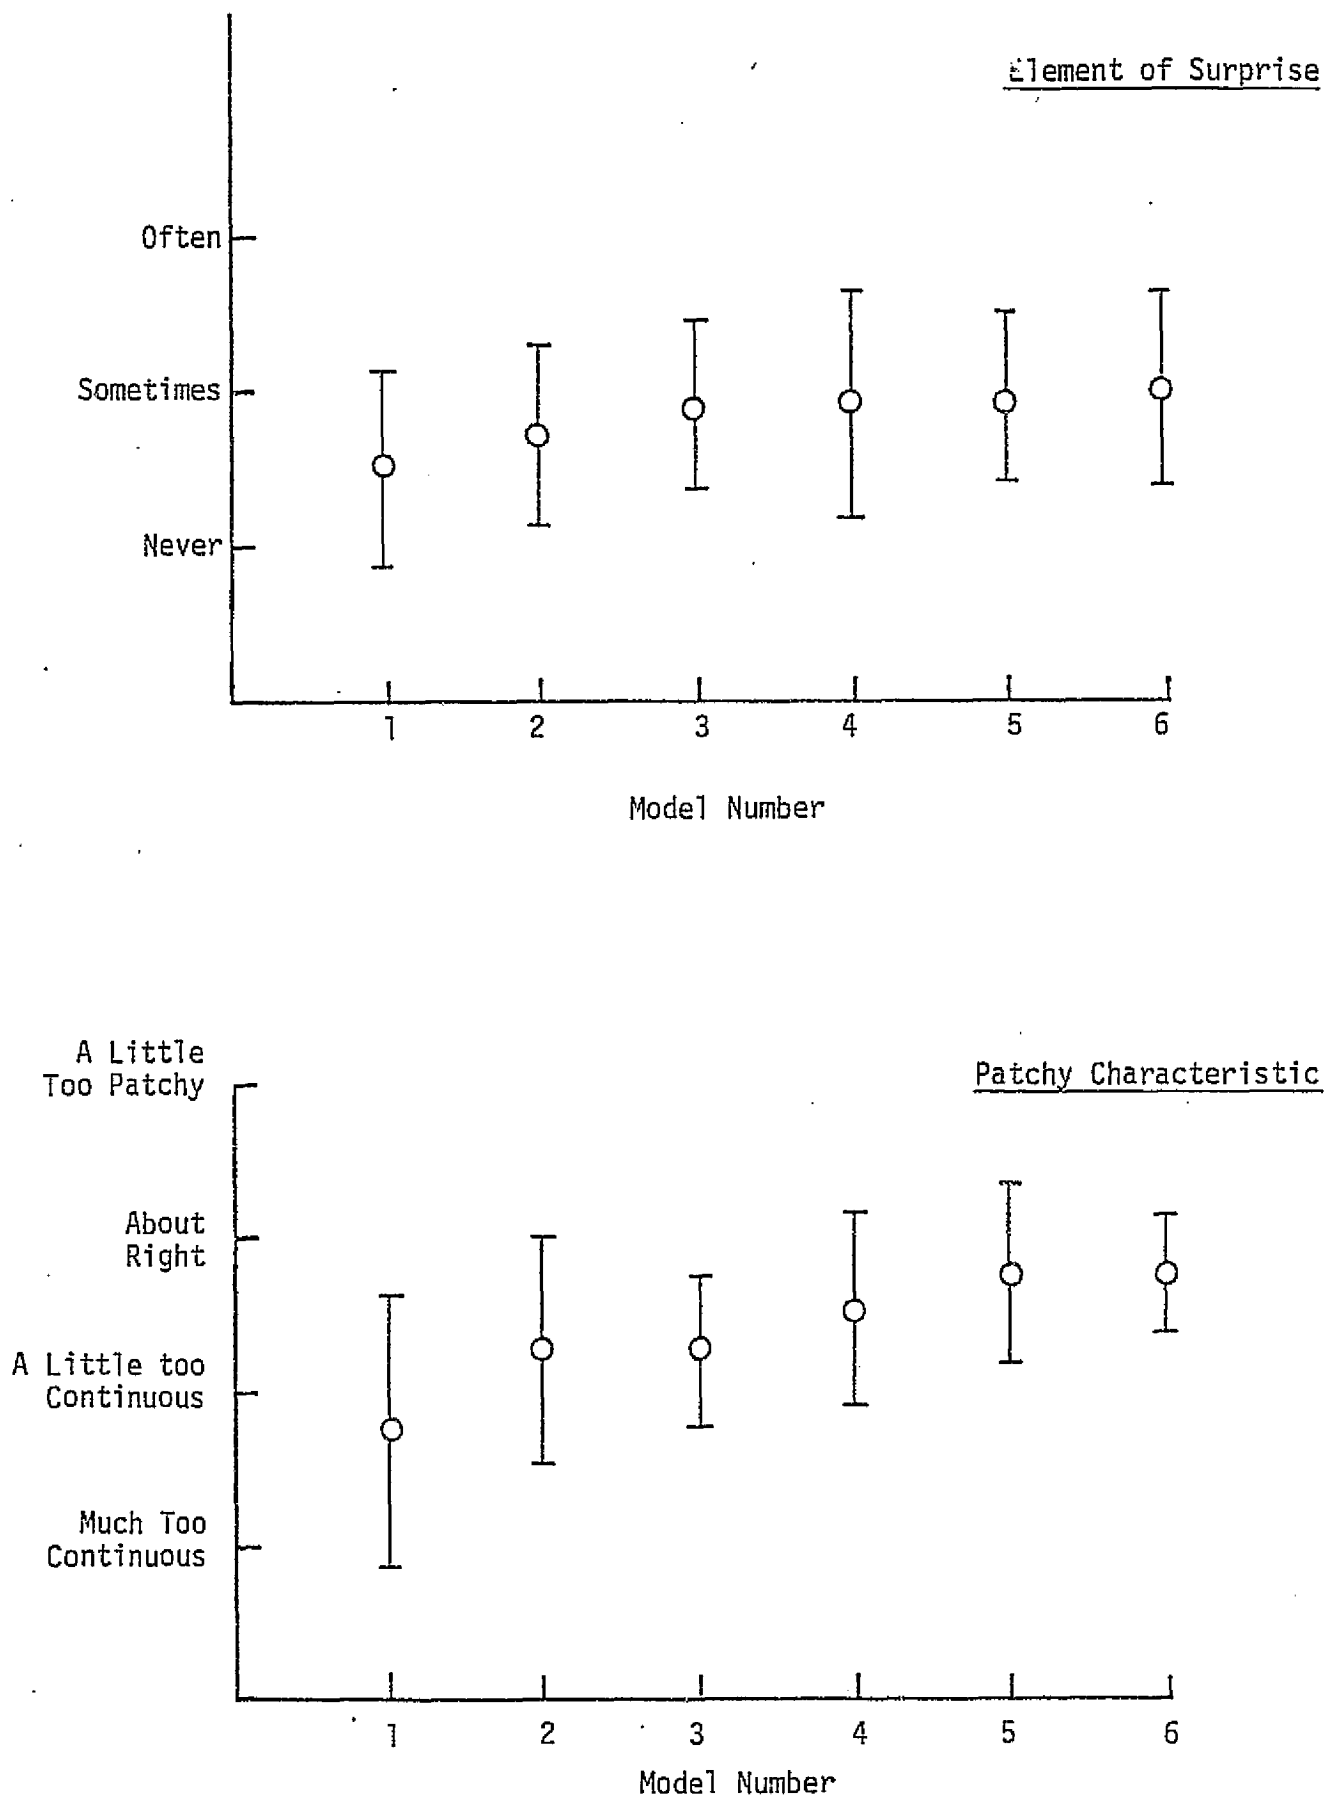 Element of Surprise
Often
Sometimes
Never
1 2 3 4 5 6
Model Number
A Little
Too Patchy
Patchy Characteristic
About
Right
A Little too
Continuous
Much Too
Continuous
1 2 3 4 5 6
Model Number